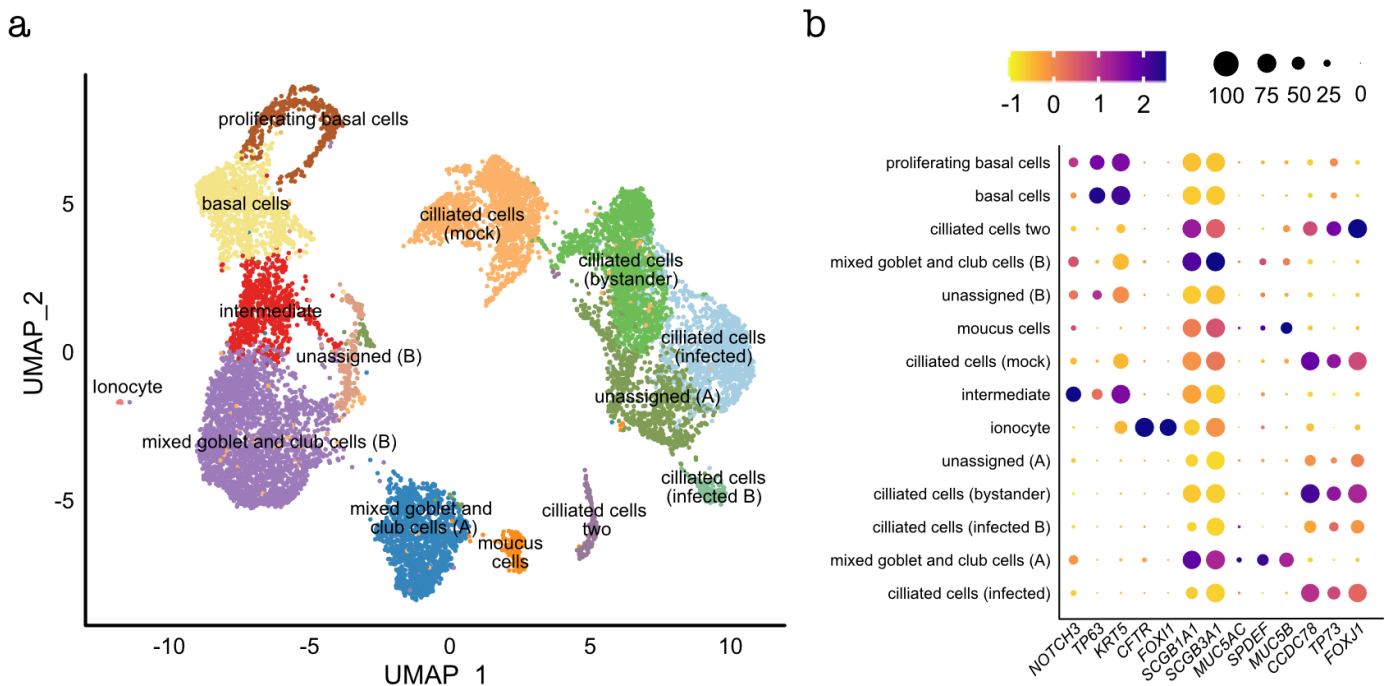 a
proliferating basal cells
basal cells
cilliated cells
(mock)
cilliated cells
(bystander)
intermediate
cilliated cells
(infected)
unassigned (B)
Ionocyte
unassigned (A)
mixed goblet and club cells (B)
cilliated cells
(infected B)
mixed goblet and
club cells (A)
cilliated cells
two
moucus
cells
5
0
-5
UMAP_2
-10 -5 0 5 10
UMAP_1
b
-1 0 1 2
100 75 50 25 0
proliferating basal cells
basal cells
cilliated cells two
mixed goblet and club cells (B)
unassigned (B)
moucus cells
cilliated cells (mock)
intermediate
ionocyte
unassigned (A)
cilliated cells (bystander)
cilliated cells (infected B)
mixed goblet and club cells (A)
cilliated cells (infected)
NOTCH3
TP63
KRT5
CFTR
FOXI1
SCGB1A1
SCGB3A1
MUC5AC
SPDEF
MUC5B
CCDC78
TP73
FOXJ1